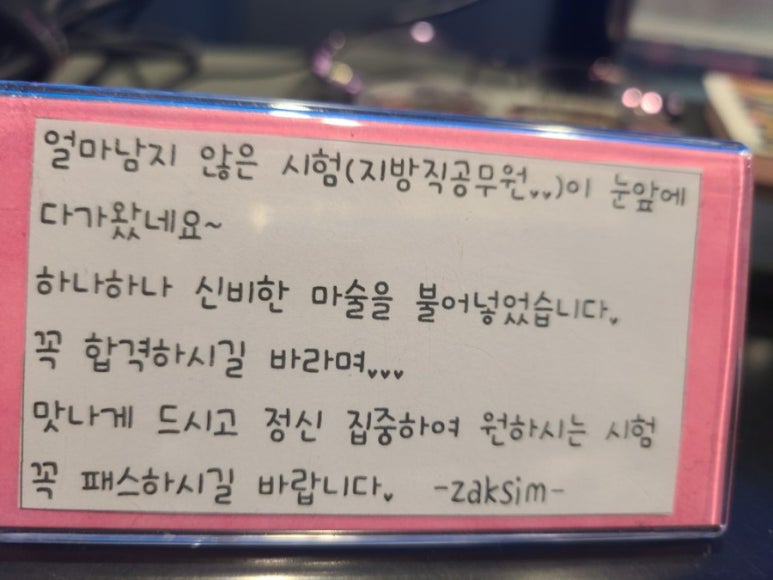 얼마남지 않은 시험(지방직공무원♥♥)이 눈앞에
다가왔네요~
하나하나 신비한 마술을 불어넣었습니다♥
꼭 합격하시길 바라며♥♥♥
맛나게 드시고 정신 집중하여 원하시는 시험
꼭 패스하시길 바랍니다♥ -zaksim-